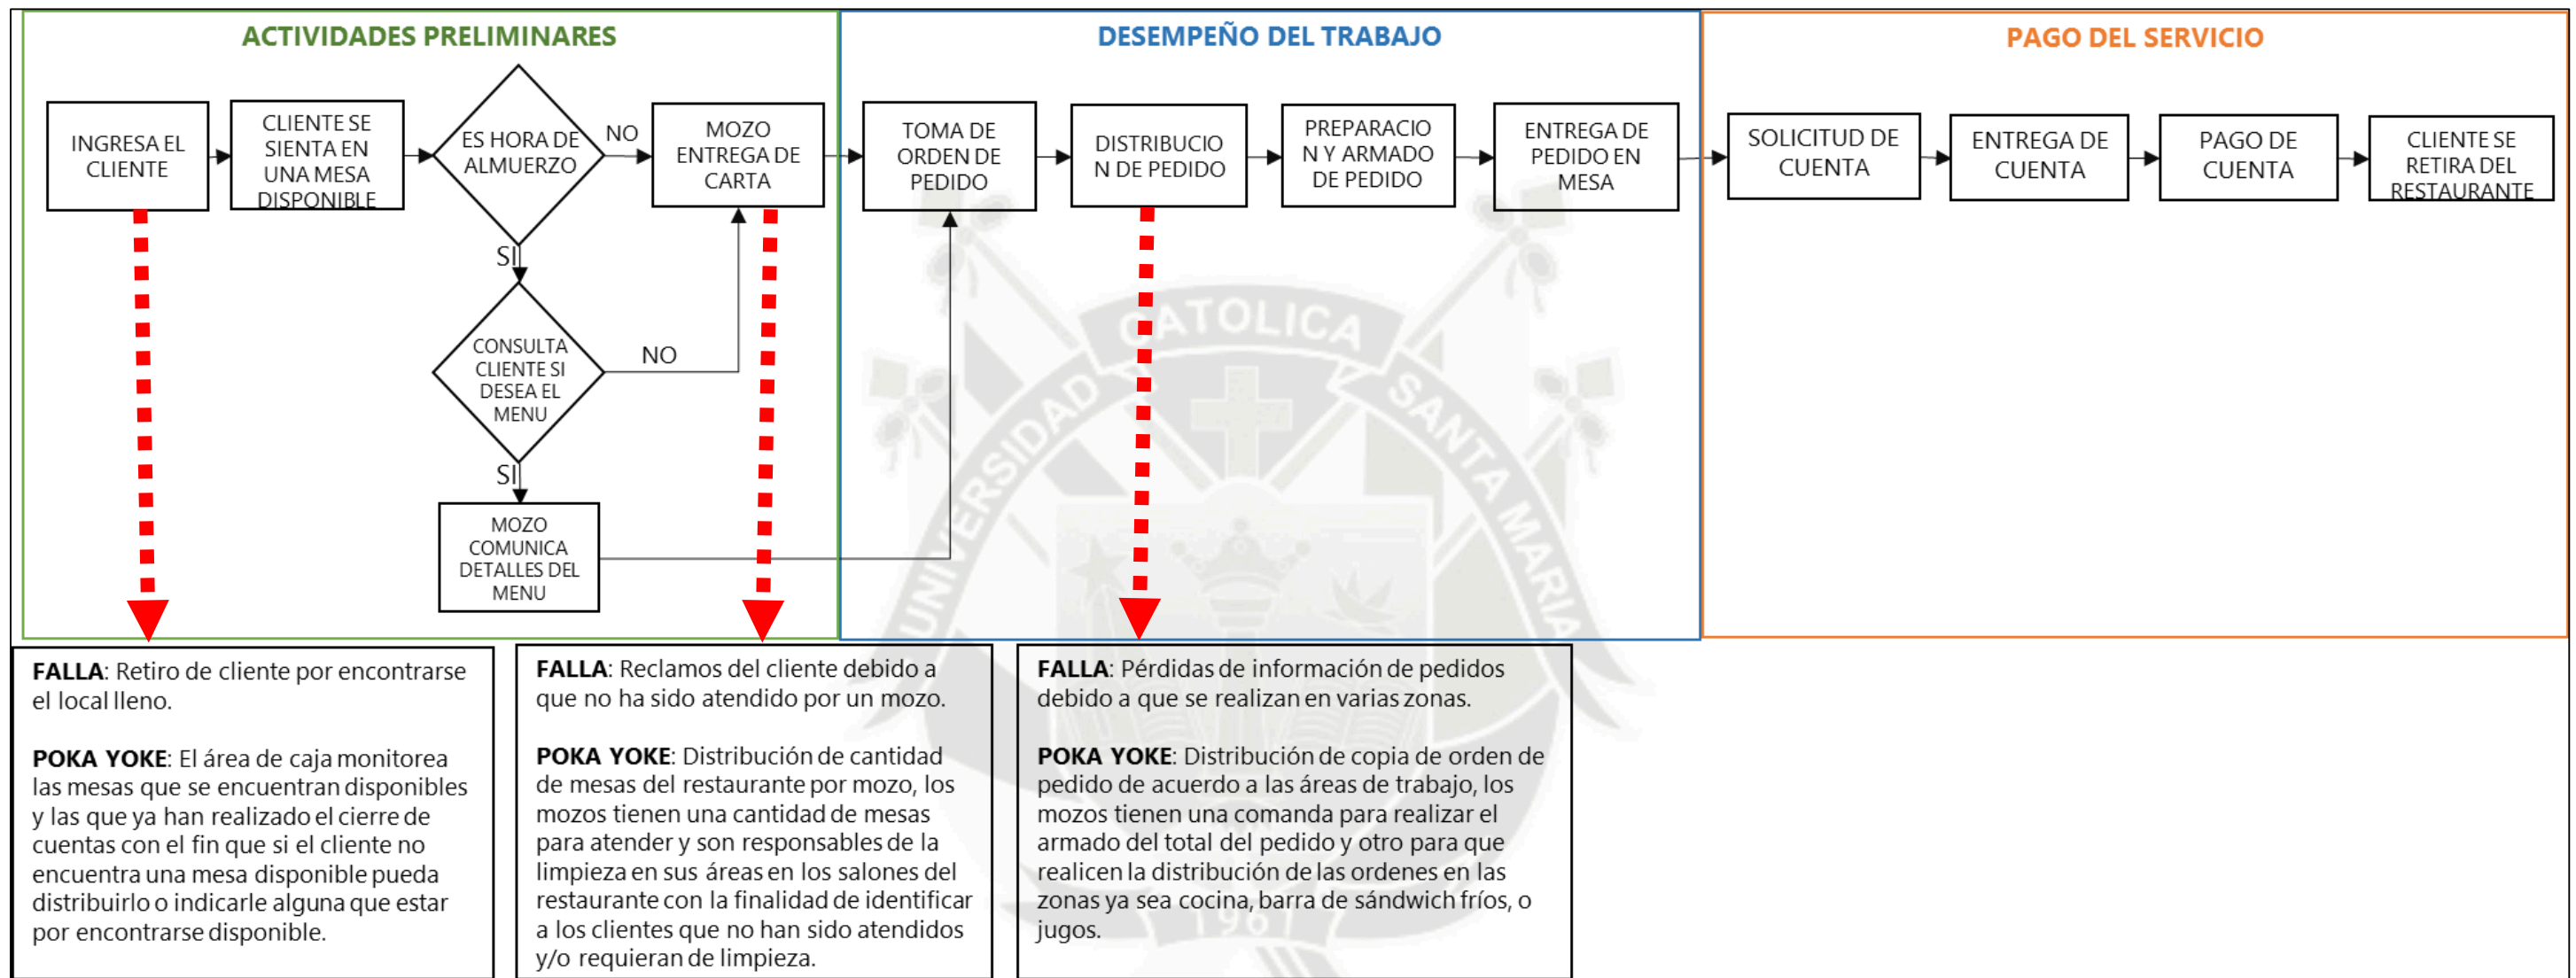 ACTIVIDADES PRELIMINARES
INGRESA EL
CLIENTE
CLIENTE SE
SIENTA EN
UNA MESA
DISPONIBLE
ES HORA DE
ALMUERZO
NO
MOZO
ENTREGA DE
CARTA
SI
CONSULTA
CLIENTE SI
DESEA EL
MENU
NO
SI
MOZO
COMUNICA
DETALLES DEL
MENU
DESEMPEÑO DEL TRABAJO
TOMA DE
ORDEN DE
PEDIDO
DISTRIBUCIO
N DE PEDIDO
PREPARACIO
N Y ARMADO
DE PEDIDO
ENTREGA DE
PEDIDO EN
MESA
PAGO DEL SERVICIO
SOLICITUD DE
CUENTA
ENTREGA DE
CUENTA
PAGO DE
CUENTA
CLIENTE SE
RETIRA DEL
RESTAURANTE
UNIVERSIDAD CATOLICA SANTA MARIA
1961
FALLA: Retiro de cliente por encontrarse
el local lleno.
POKA YOKE: El área de caja monitorea
las mesas que se encuentran disponibles
y las que ya han realizado el cierre de
cuentas con el fin que si el cliente no
encuentra una mesa disponible pueda
distribuirlo o indicarle alguna que estar
por encontrarse disponible.
FALLA: Reclamos del cliente debido a
que no ha sido atendido por un mozo.
POKA YOKE: Distribución de cantidad
de mesas del restaurante por mozo, los
mozos tienen una cantidad de mesas
para atender y son responsables de la
limpieza en sus áreas en los salones del
restaurante con la finalidad de identificar
a los clientes que no han sido atendidos
y/o requieran de limpieza.
FALLA: Pérdidas de información de pedidos
debido a que se realizan en varias zonas.
POKA YOKE: Distribución de copia de orden de
pedido de acuerdo a las áreas de trabajo, los
mozos tienen una comanda para realizar el
armado del total del pedido y otro para que
realicen la distribución de las ordenes en las
zonas ya sea cocina, barra de sándwich fríos, o
jugos.